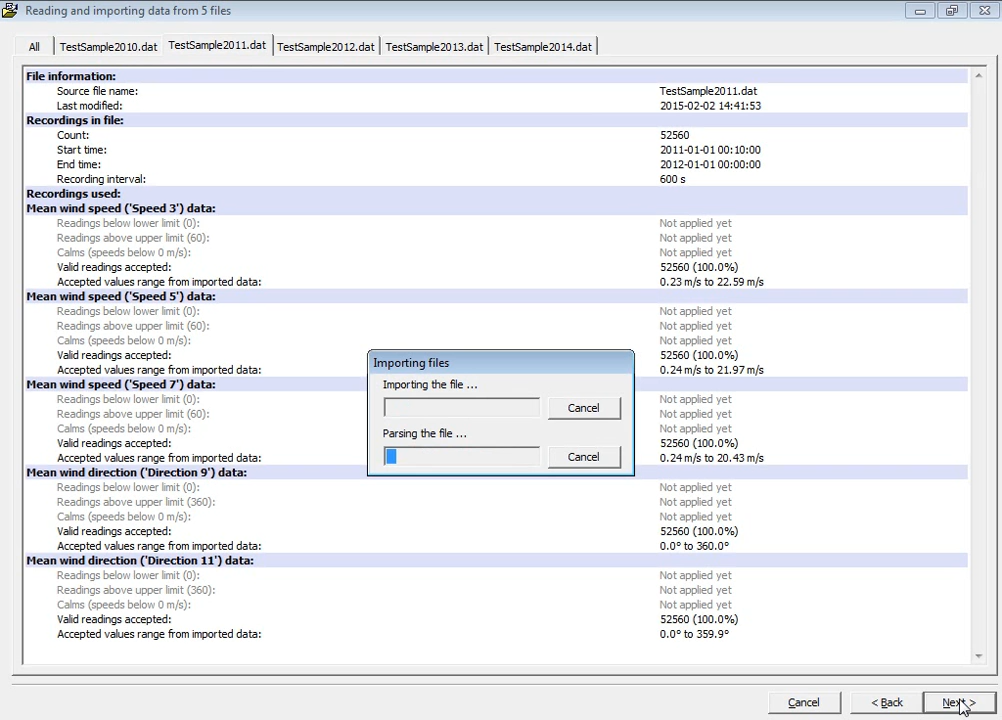 Reading and importing data from 5 files
All TestSample2010.dat TestSample2011.dat TestSample2012.dat TestSample2013.dat TestSample2014.dat
File information:
Source file name: TestSample2011.dat
Last modified: 2015-02-02 14:41:53
Recordings in file:
Count: 52560
Start time: 2011-01-01 00:10:00
End time: 2012-01-01 00:00:00
Recording interval: 600 s
Recordings used:
Mean wind speed ('Speed 3') data:
Readings below lower limit (0): Not applied yet
Readings above upper limit (60): Not applied yet
Calms (speeds below 0 m/s): Not applied yet
Valid readings accepted: 52560 (100.0%)
Accepted values range from imported data: 0.23 m/s to 22.59 m/s
Mean wind speed ('Speed 5') data:
Readings below lower limit (0): Not applied yet
Readings above upper limit (60): Not applied yet
Calms (speeds below 0 m/s): Not applied yet
Valid readings accepted: 52560 (100.0%)
Accepted values range from imported data: 0.24 m/s to 21.97 m/s
Mean wind speed ('Speed 7') data:
Readings below lower limit (0): Not applied yet
Readings above upper limit (60): Not applied yet
Calms (speeds below 0 m/s): Not applied yet
Valid readings accepted: 52560 (100.0%)
Accepted values range from imported data: 0.24 m/s to 20.43 m/s
Mean wind direction ('Direction 9') data:
Readings below lower limit (0): Not applied yet
Readings above upper limit (360): Not applied yet
Calms (speeds below 0 m/s): Not applied yet
Valid readings accepted: 52560 (100.0%)
Accepted values range from imported data: 0.0° to 360.0°
Mean wind direction ('Direction 11') data:
Readings below lower limit (0): Not applied yet
Readings above upper limit (360): Not applied yet
Calms (speeds below 0 m/s): Not applied yet
Valid readings accepted: 52560 (100.0%)
Accepted values range from imported data: 0.0° to 359.9°
Importing files
Importing the file ...
Cancel
Parsing the file ...
Cancel
Cancel < Back Next >